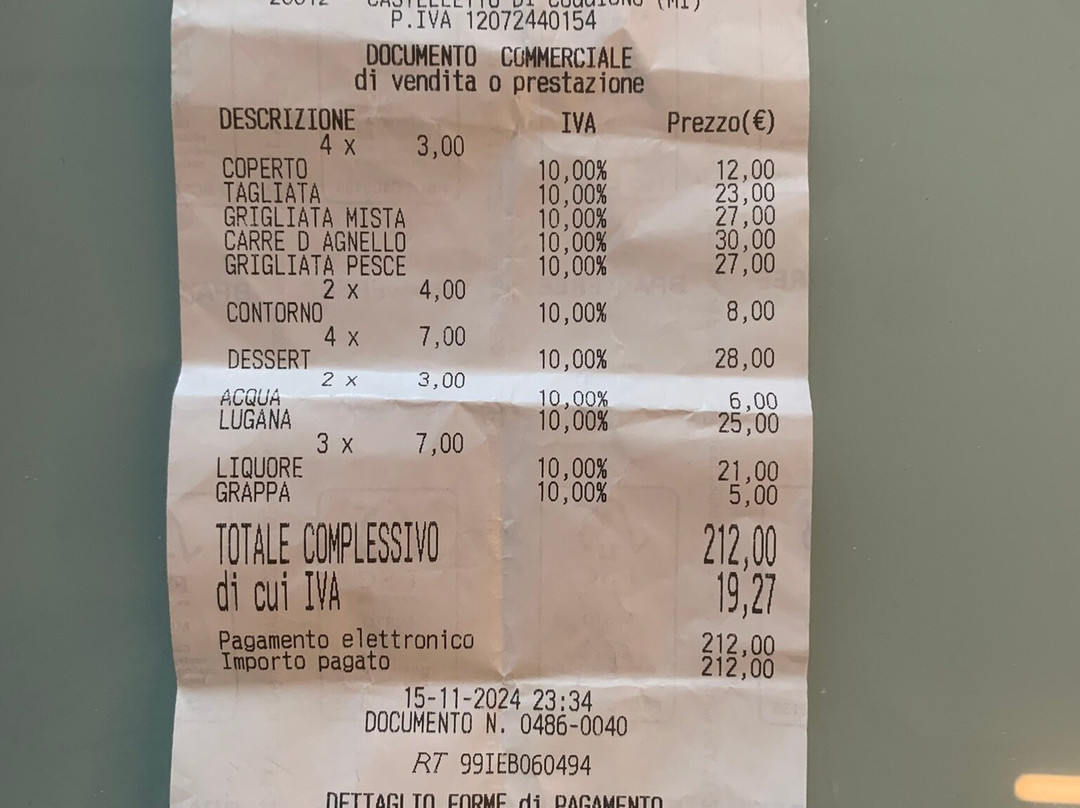 20012 CASTELLETTO DI CUGGIONO (MI)
P.IVA 12072440154
DOCUMENTO COMMERCIALE
di vendita o prestazione
DESCRIZIONE IVA Prezzo(€)
4 x 3,00
COPERTO 10,00% 12,00
TAGLIATA 10,00% 23,00
GRIGLIATA MISTA 10,00% 27,00
CARRE D AGNELLO 10,00% 30,00
GRIGLIATA PESCE 10,00% 27,00
2 x 4,00
CONTORNO 10,00% 8,00
4 x 7,00
DESSERT 10,00% 28,00
2 x 3,00
ACQUA 10,00% 6,00
LUGANA 10,00% 25,00
3 x 7,00
LIQUORE 10,00% 21,00
GRAPPA 10,00% 5,00
TOTALE COMPLESSIVO 212,00
di cui IVA 19,27
Pagamento elettronico 212,00
Importo pagato 212,00
15-11-2024 23:34
DOCUMENTO N. 0486-0040
RT 99IEB060494
DETTAGLIO FORME di PAGAMENTO